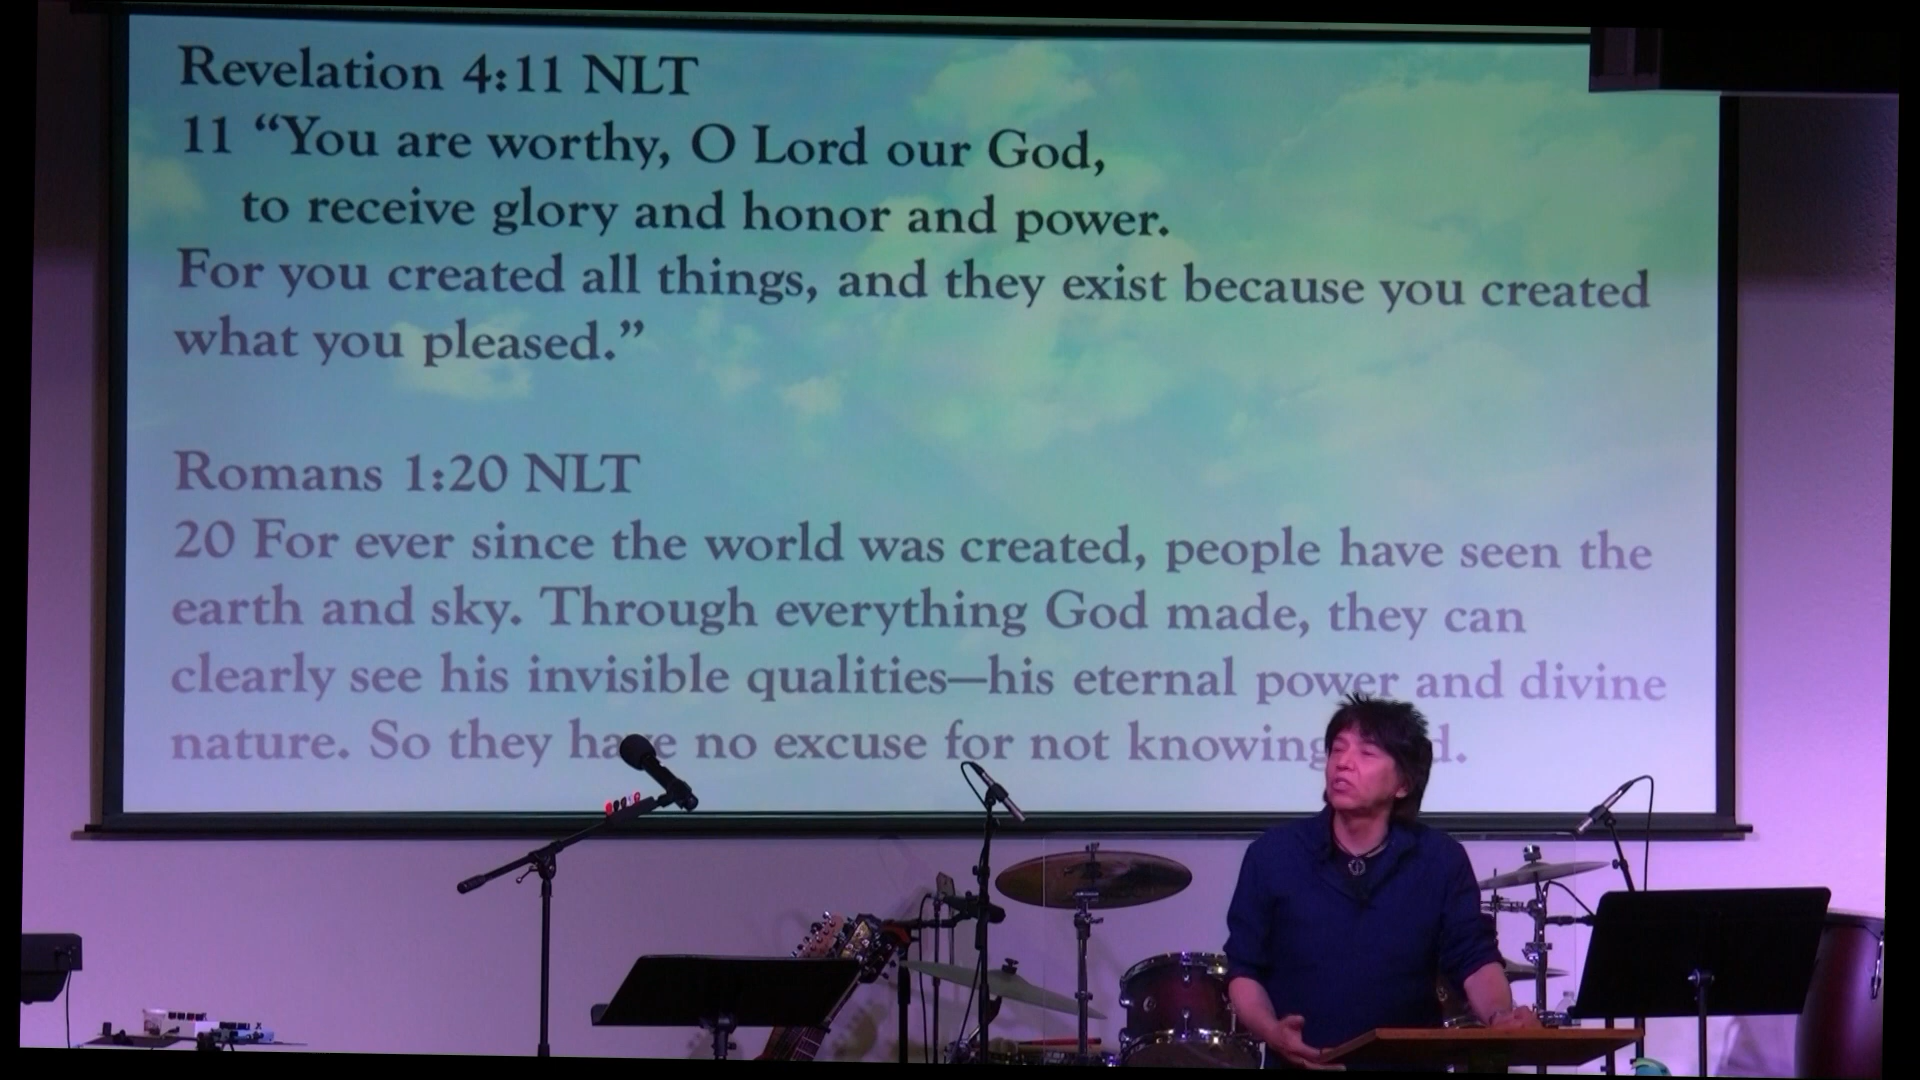 Revelation 4:11 NLT
11 “You are worthy, O Lord our God,
to receive glory and honor and power.
For you created all things, and they exist because you created
what you pleased.”
Romans 1:20 NLT
20 For ever since the world was created, people have seen the
earth and sky. Through everything God made, they can
clearly see his invisible qualities—his eternal power and divine
nature. So they have no excuse for not knowing